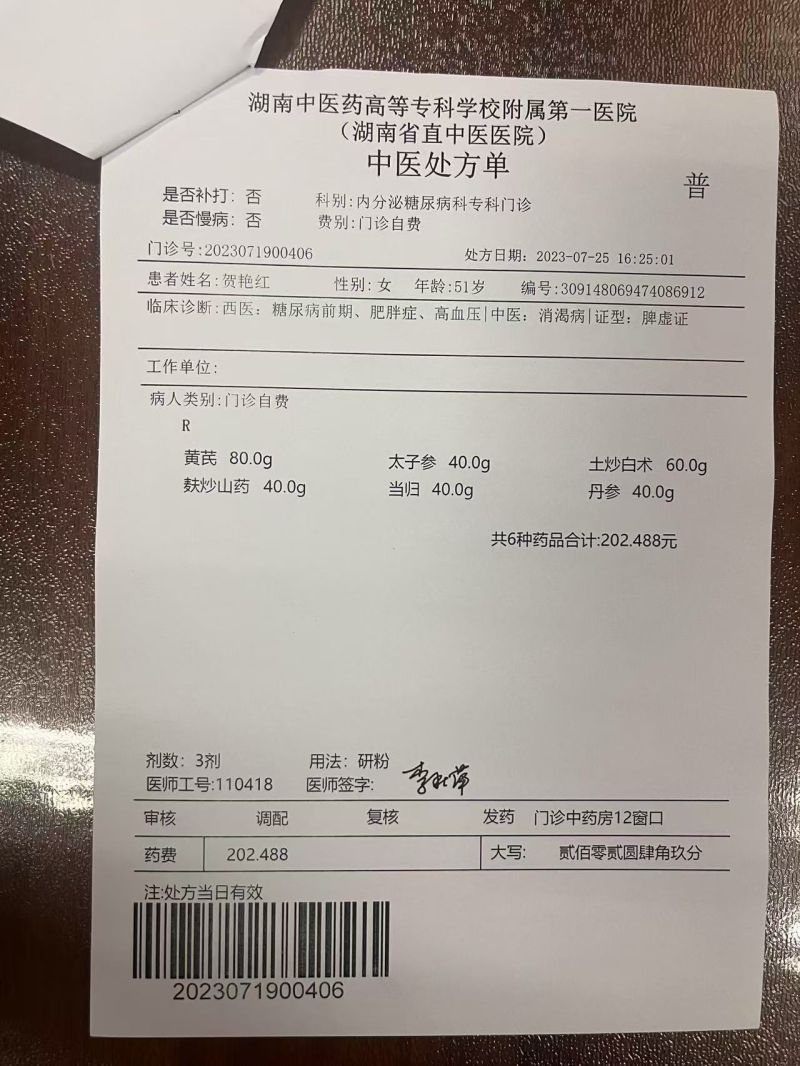 湖南中医药高等专科学校附属第一医院
（湖南省直中医医院）
中医处方单
普
是否补打：否 科别:内分泌糖尿病科专科门诊
是否慢病：否 费别:门诊自费
门诊号:2023071900406 处方日期：2023-07-25 16:25:01
患者姓名:贺艳红 性别:女 年龄:51岁 编号:309148069474086912
临床诊断:西医：糖尿病前期、肥胖症、高血压|中医：消渴病|证型：脾虚证
工作单位:
病人类别:门诊自费
R
黄芪 80.0g 太子参 40.0g 土炒白术 60.0g
麸炒山药 40.0g 当归 40.0g 丹参 40.0g
共6种药品合计:202.488元
剂数：3剂 用法：研粉
医师工号:110418 医师签字:
审核 调配 复核 发药 门诊中药房12窗口
药费 202.488 大写: 贰佰零贰圆肆角玖分
注:处方当日有效
2023071900406